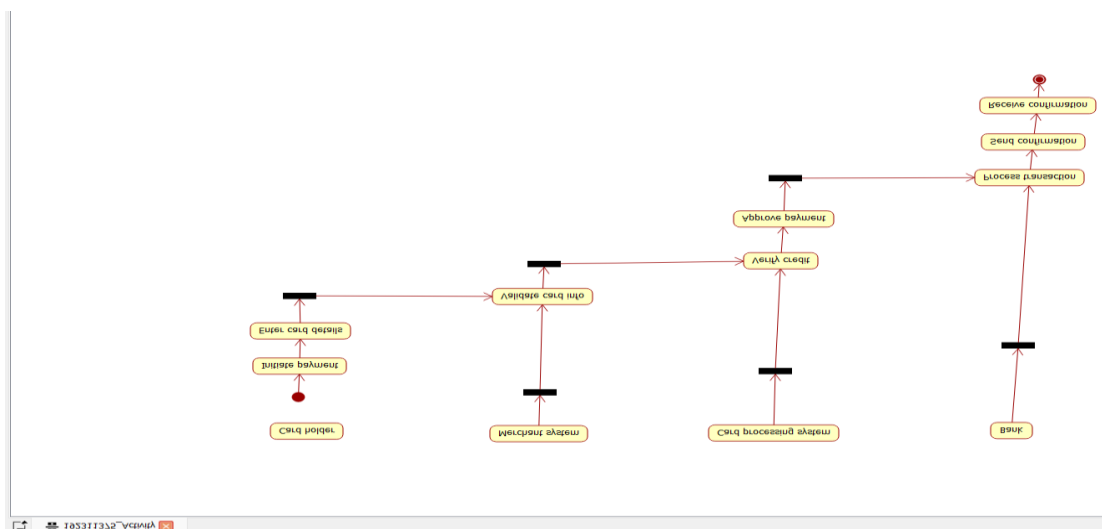 192311375_Activity
Card holder
Merchant system
Card processing system
Bank
Initiate payment
Enter card details
Validate card info
Verify credit
Approve payment
Process transaction
Send confirmation
Receive confirmation